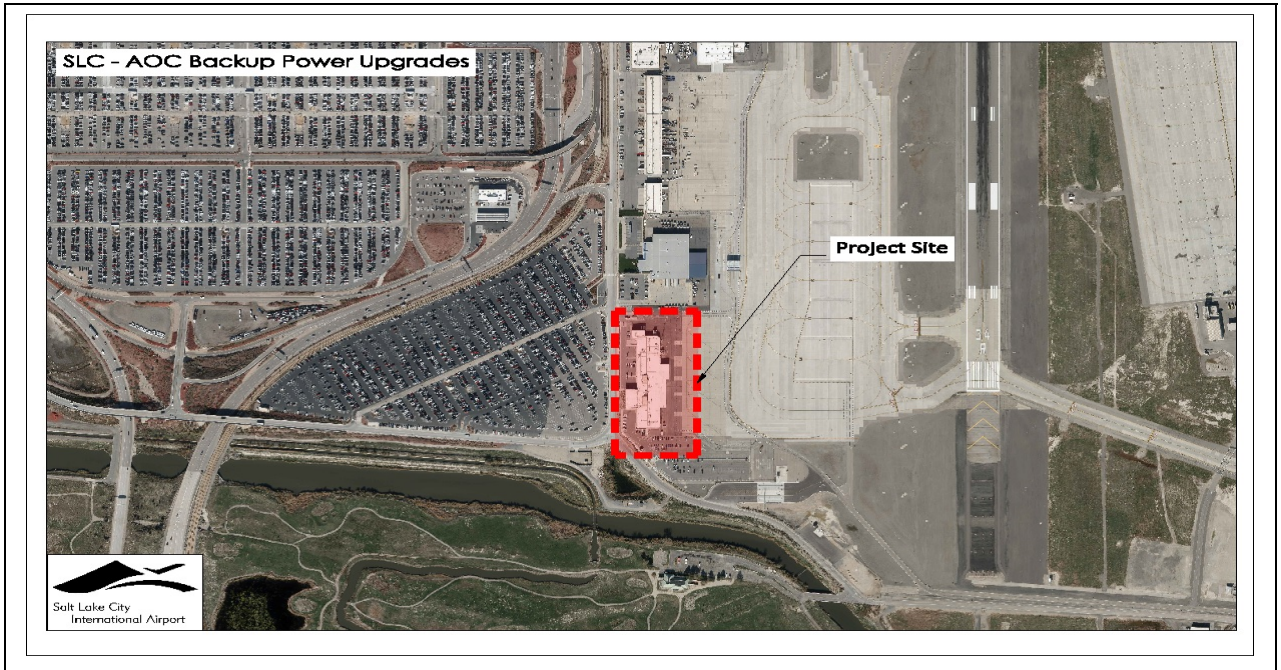 SLC - AOC Backup Power Upgrades
Project Site
Salt Lake City
International Airport